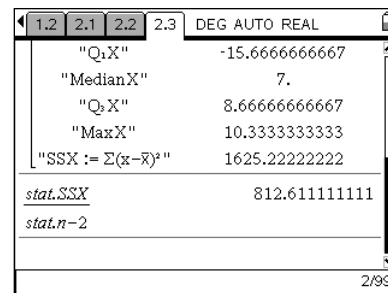 1.2 2.1 2.2 2.3 DEG AUTO REAL
"Q₁X" -15.6666666667
"MedianX" 7.
"Q₃X" 8.66666666667
"MaxX" 10.3333333333
"SSX := Σ(x-x̄)²" 1625.22222222
stat.SSX 812.611111111
stat.n-2
2/99